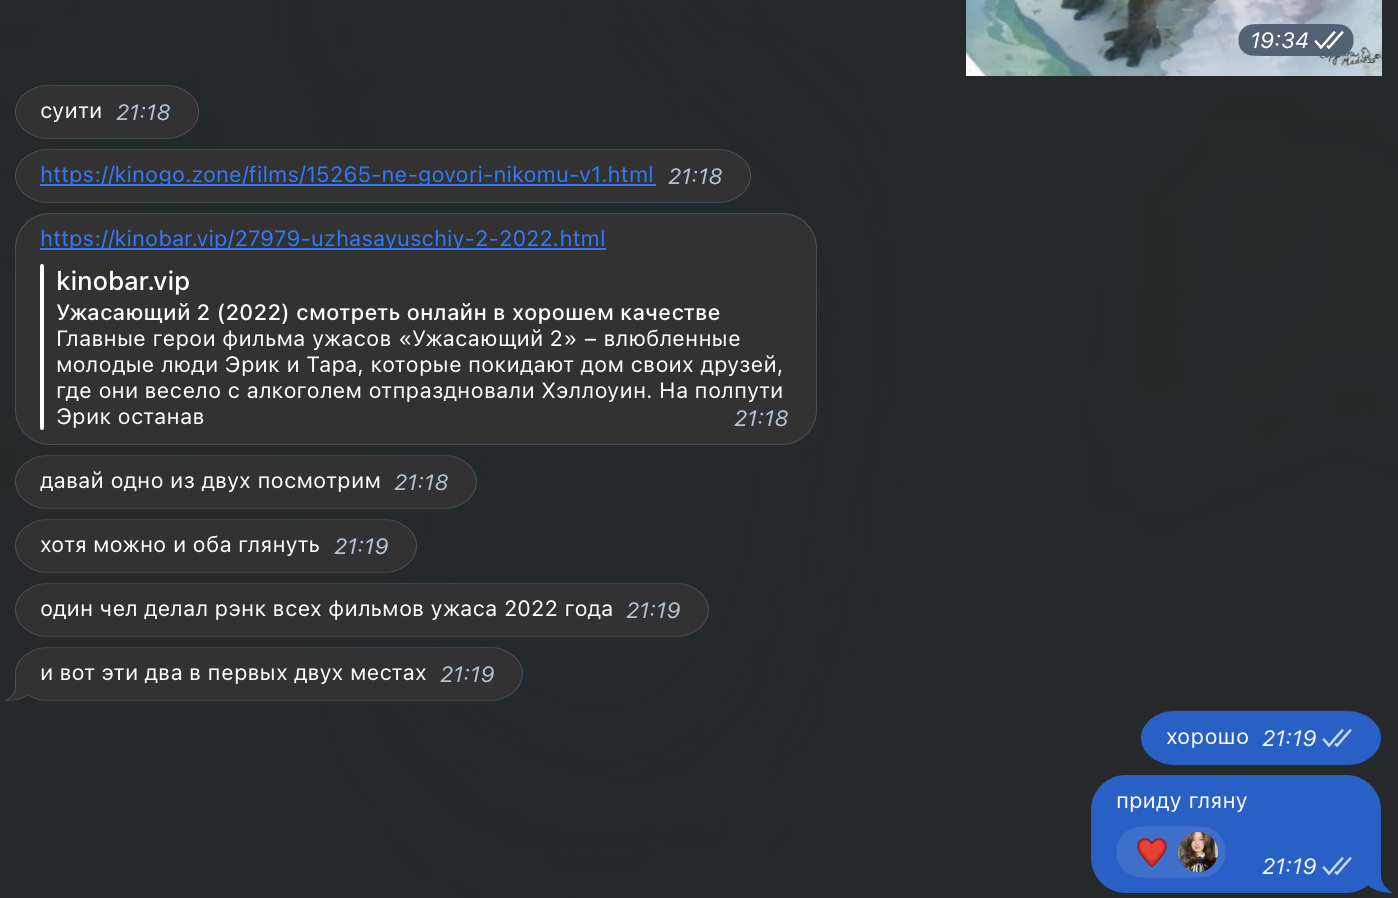 19:34
суити 21:18
https://kinogo.zone/films/15265-ne-govori-nikomu-v1.html 21:18
https://kinobar.vip/27979-uzhasayuschiy-2-2022.html
kinobar.vip
Ужасающий 2 (2022) смотреть онлайн в хорошем качестве
Главные герои фильма ужасов «Ужасающий 2» – влюбленные
молодые люди Эрик и Тара, которые покидают дом своих друзей,
где они весело с алкоголем отпраздновали Хэллоуин. На полпути
Эрик останав 21:18
давай одно из двух посмотрим 21:18
хотя можно и оба глянуть 21:19
один чел делал рэнк всех фильмов ужаса 2022 года 21:19
и вот эти два в первых двух местах 21:19
хорошо 21:19
приду гляну
21:19